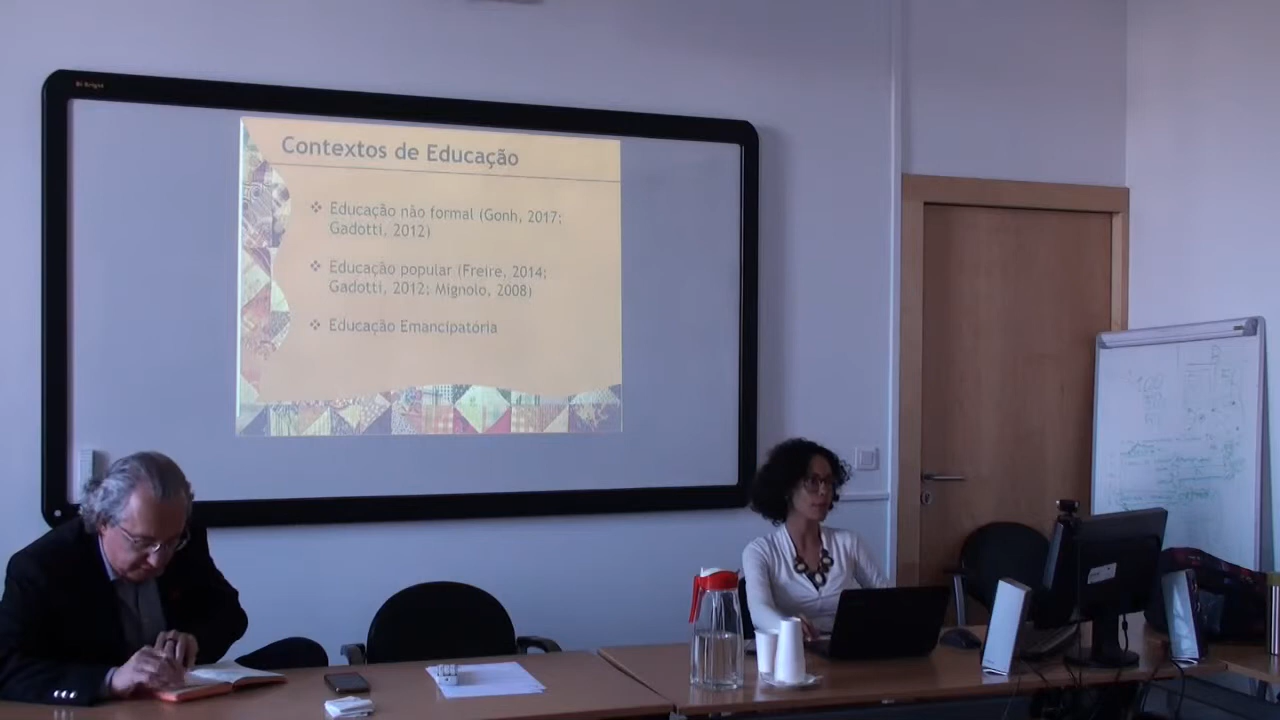 Contextos de Educação
Educação não formal (Gonh, 2017;
Gadotti, 2012)
Educação popular (Freire, 2014;
Gadotti, 2012; Mignolo, 2008)
Educação Emancipatória